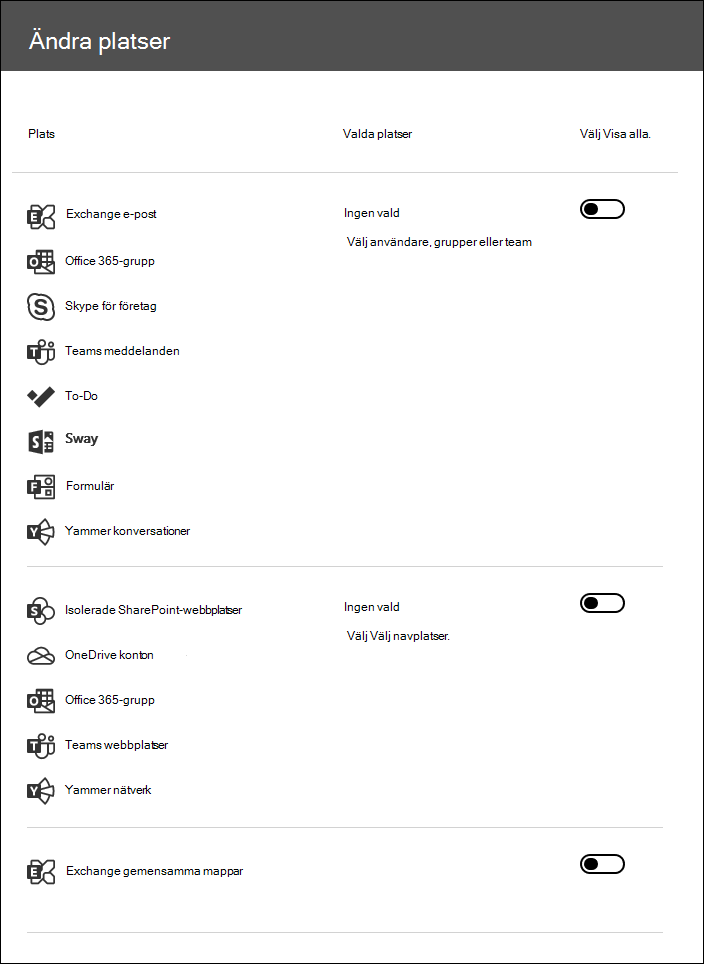 Ändra platser
Plats Valda platser Välj Visa alla.
Exchange e-post Ingen vald
Välj användare, grupper eller team
Office 365-grupp
Skype för företag
Teams meddelanden
To-Do
Sway
Formulär
Yammer konversationer
Isolerade SharePoint-webbplatser Ingen vald
Välj Välj navplatser.
OneDrive konton
Office 365-grupp
Teams webbplatser
Yammer nätverk
Exchange gemensamma mappar